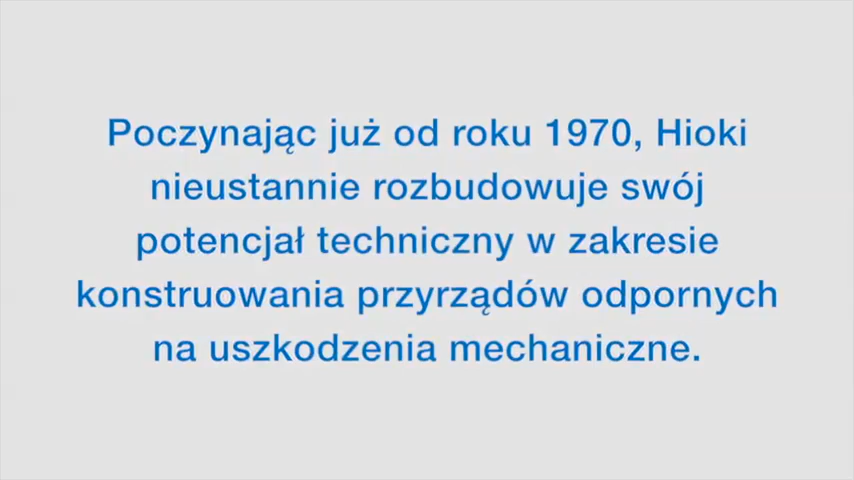 Poczynając już od roku 1970, Hioki
nieustannie rozbudowuje swój
potencjał techniczny w zakresie
konstruowania przyrządów odpornych
na uszkodzenia mechaniczne.